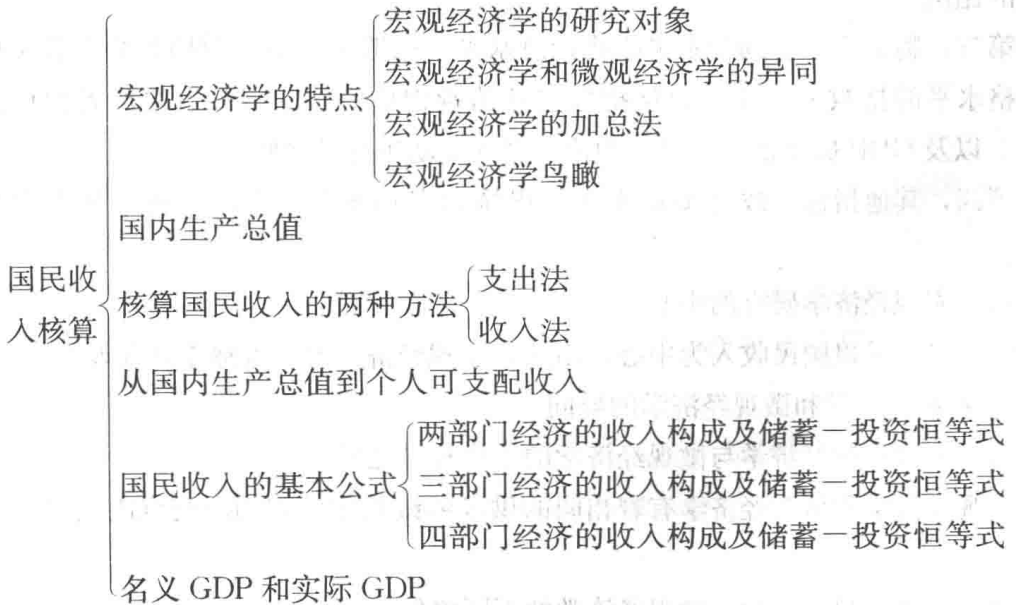 宏观经济学的研究对象
宏观经济学和微观经济学的异同
宏观经济学的特点
宏观经济学的加总法
宏观经济学鸟瞰
国内生产总值
国民收
入核算
核算国民收入的两种方法
支出法
收入法
从国内生产总值到个人可支配收入
国民收入的基本公式
两部门经济的收入构成及储蓄－投资恒等式
三部门经济的收入构成及储蓄－投资恒等式
四部门经济的收入构成及储蓄－投资恒等式
名义 GDP 和实际 GDP